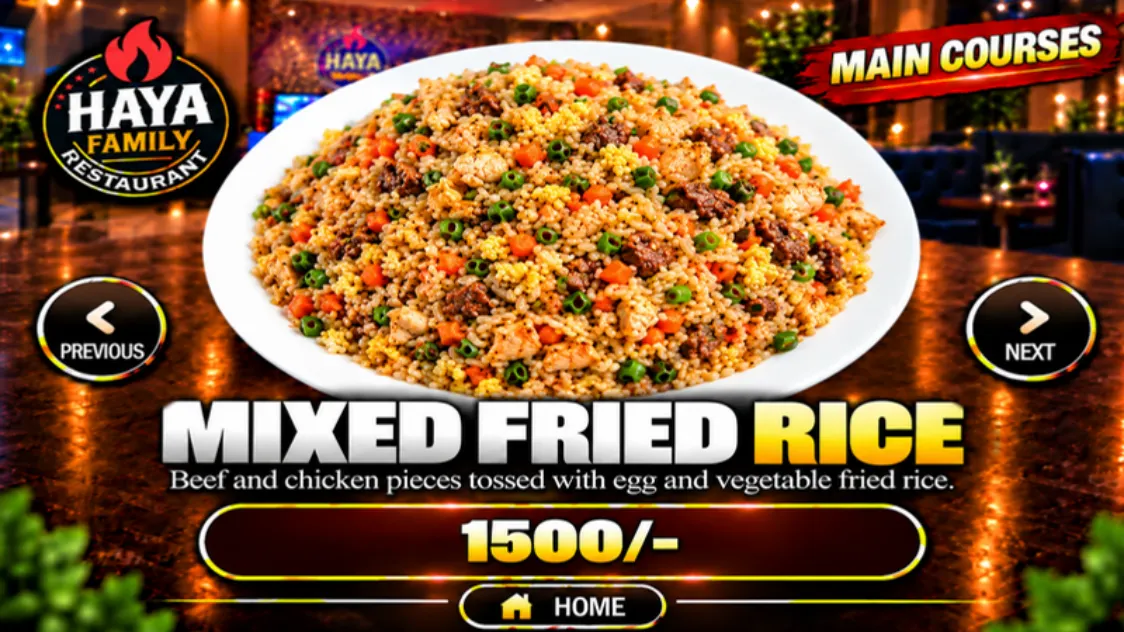 HAYA
FAMILY
RESTAURANT
HAYA
MAIN COURSES
PREVIOUS
NEXT
MIXED FRIED RICE
Beef and chicken pieces tossed with egg and vegetable fried rice.
1500/-
HOME